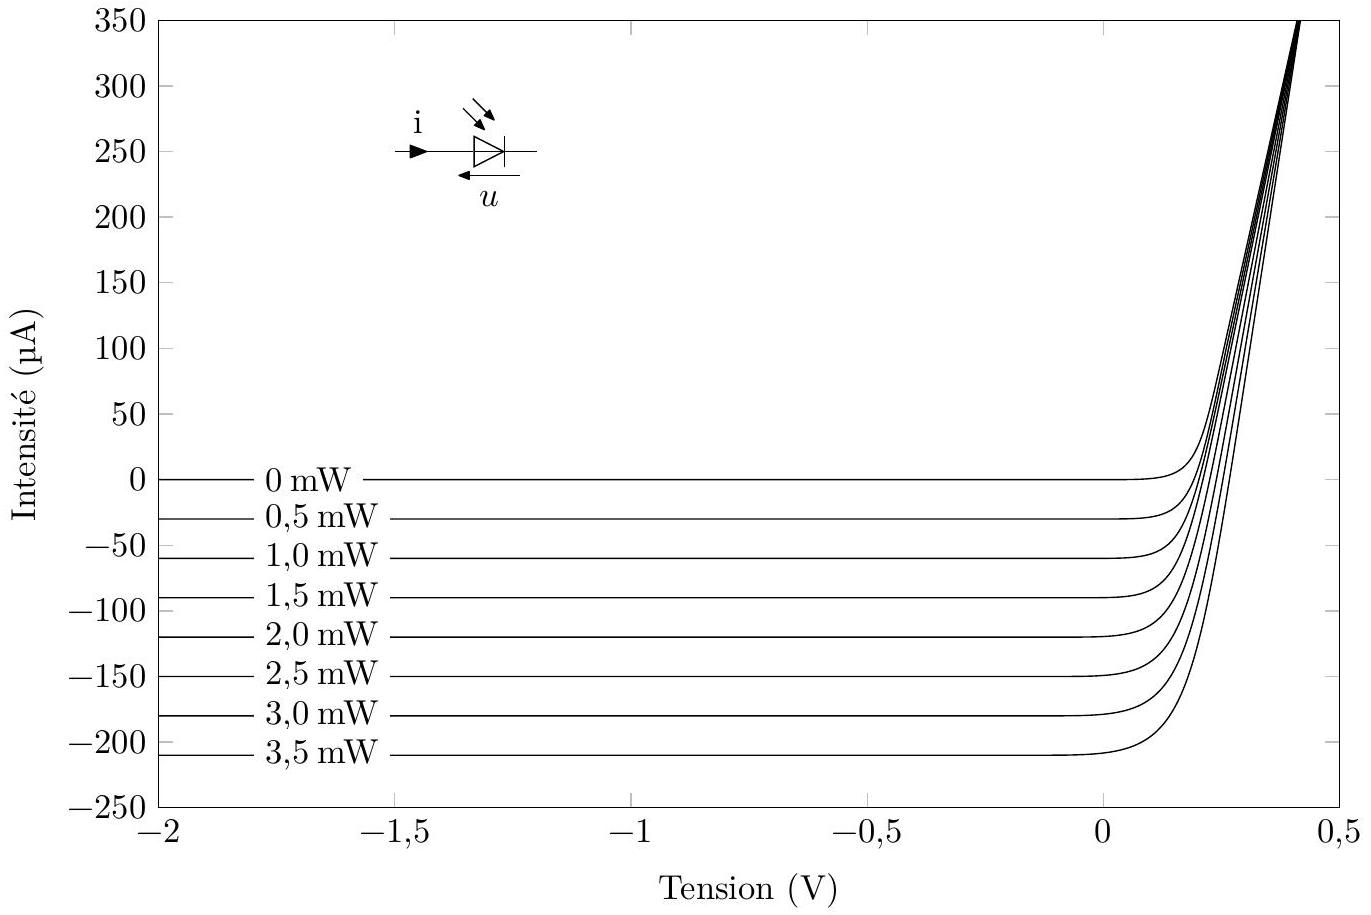 350
300
250
200
150
100
50
0
−50
−100
−150
−200
−250
Intensité (µA)
i
u
0 mW
0,5 mW
1,0 mW
1,5 mW
2,0 mW
2,5 mW
3,0 mW
3,5 mW
−2 −1,5 −1 −0,5 0 0,5
Tension (V)